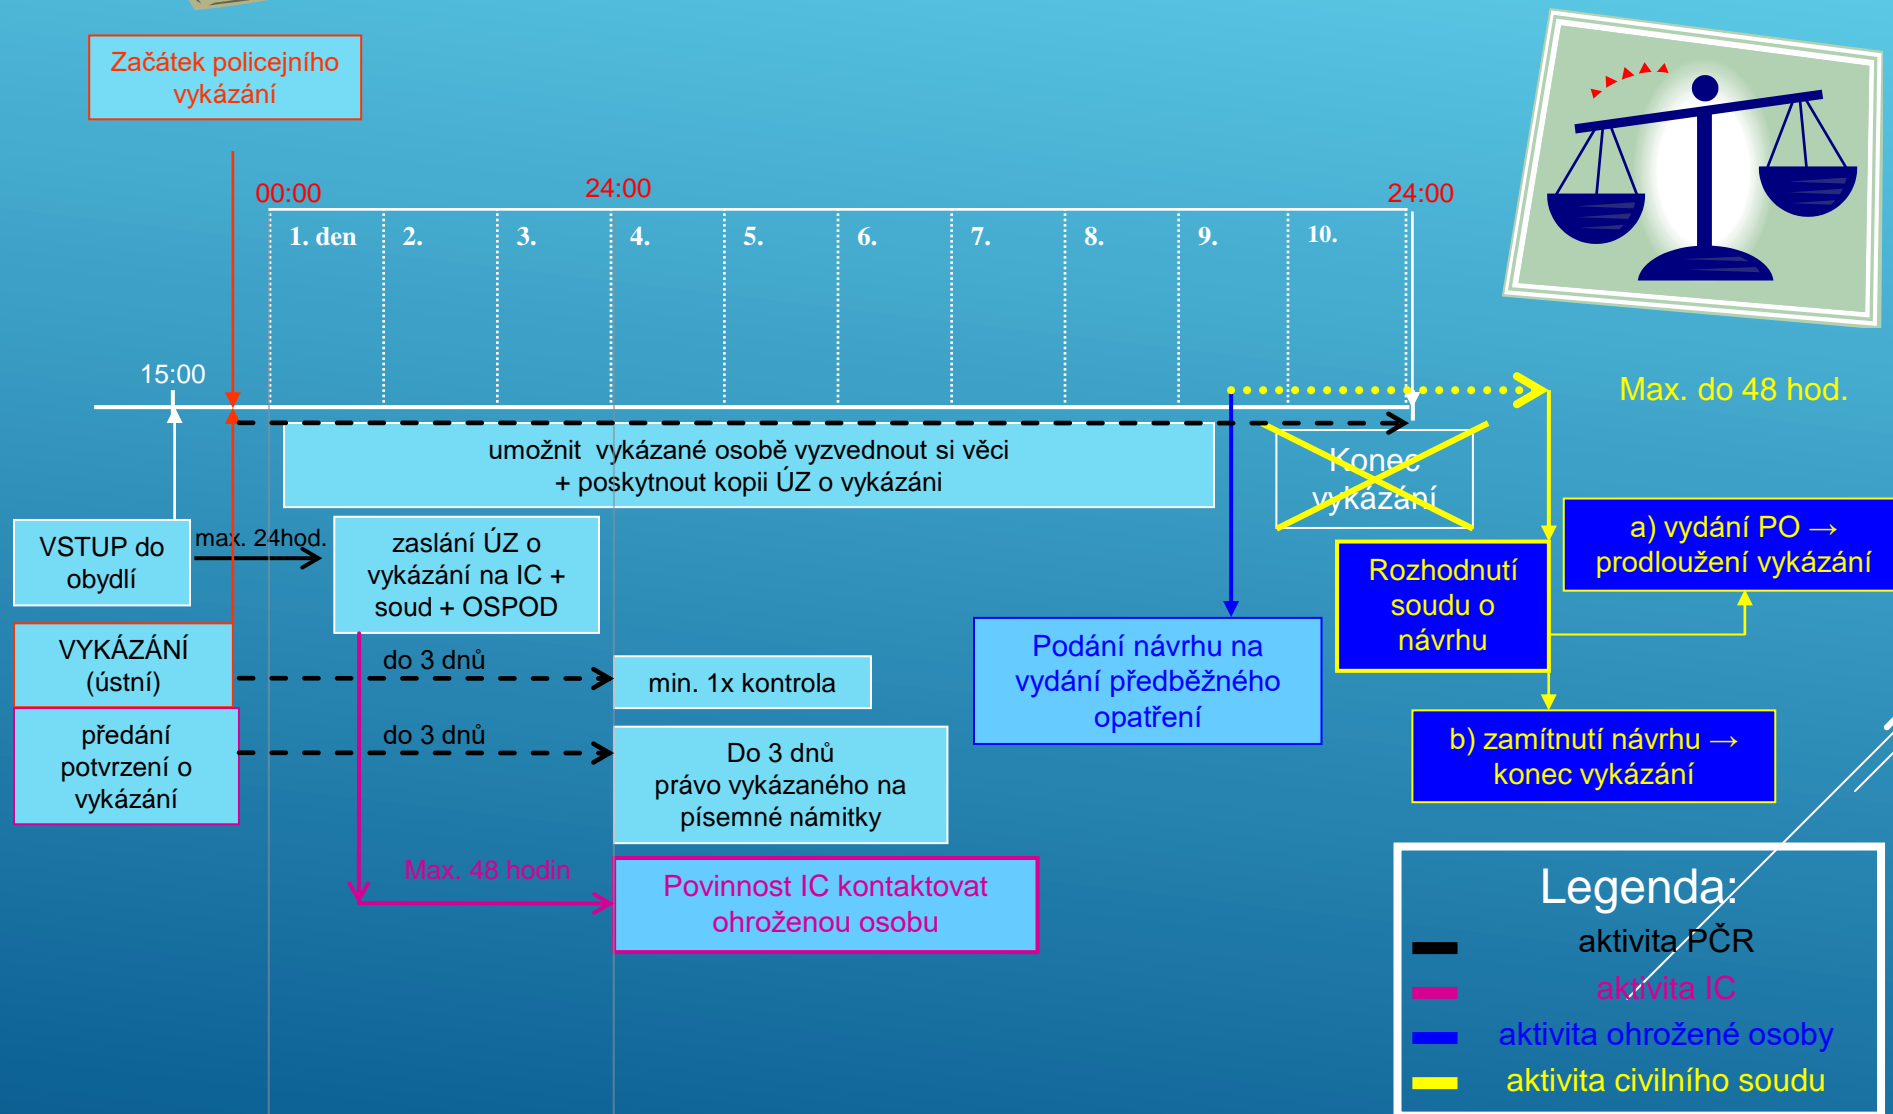 Začátek policejního
vykázání
00:00
24:00
24:00
1. den
2.
3.
4.
5.
6.
7.
8.
9.
10.
15:00
Max. do 48 hod.
umožnit vykázané osobě vyzvednout si věci
+ poskytnout kopii ÚZ o vykázáni
Konec
vykázání
VSTUP do
obydlí
max. 24hod.
zaslání ÚZ o
vykázání na IC +
soud + OSPOD
Rozhodnutí
soudu o
návrhu
a) vydání PO →
prodloužení vykázání
VYKÁZÁNÍ
(ústní)
do 3 dnů
min. 1x kontrola
Podání návrhu na
vydání předběžného
opatření
předání
potvrzení o
vykázání
do 3 dnů
Do 3 dnů
právo vykázaného na
písemné námitky
b) zamítnutí návrhu →
konec vykázání
Max. 48 hodin
Povinnost IC kontaktovat
ohroženou osobu
Legenda:
aktivita PČR
aktivita IC
aktivita ohrožené osoby
aktivita civilního soudu